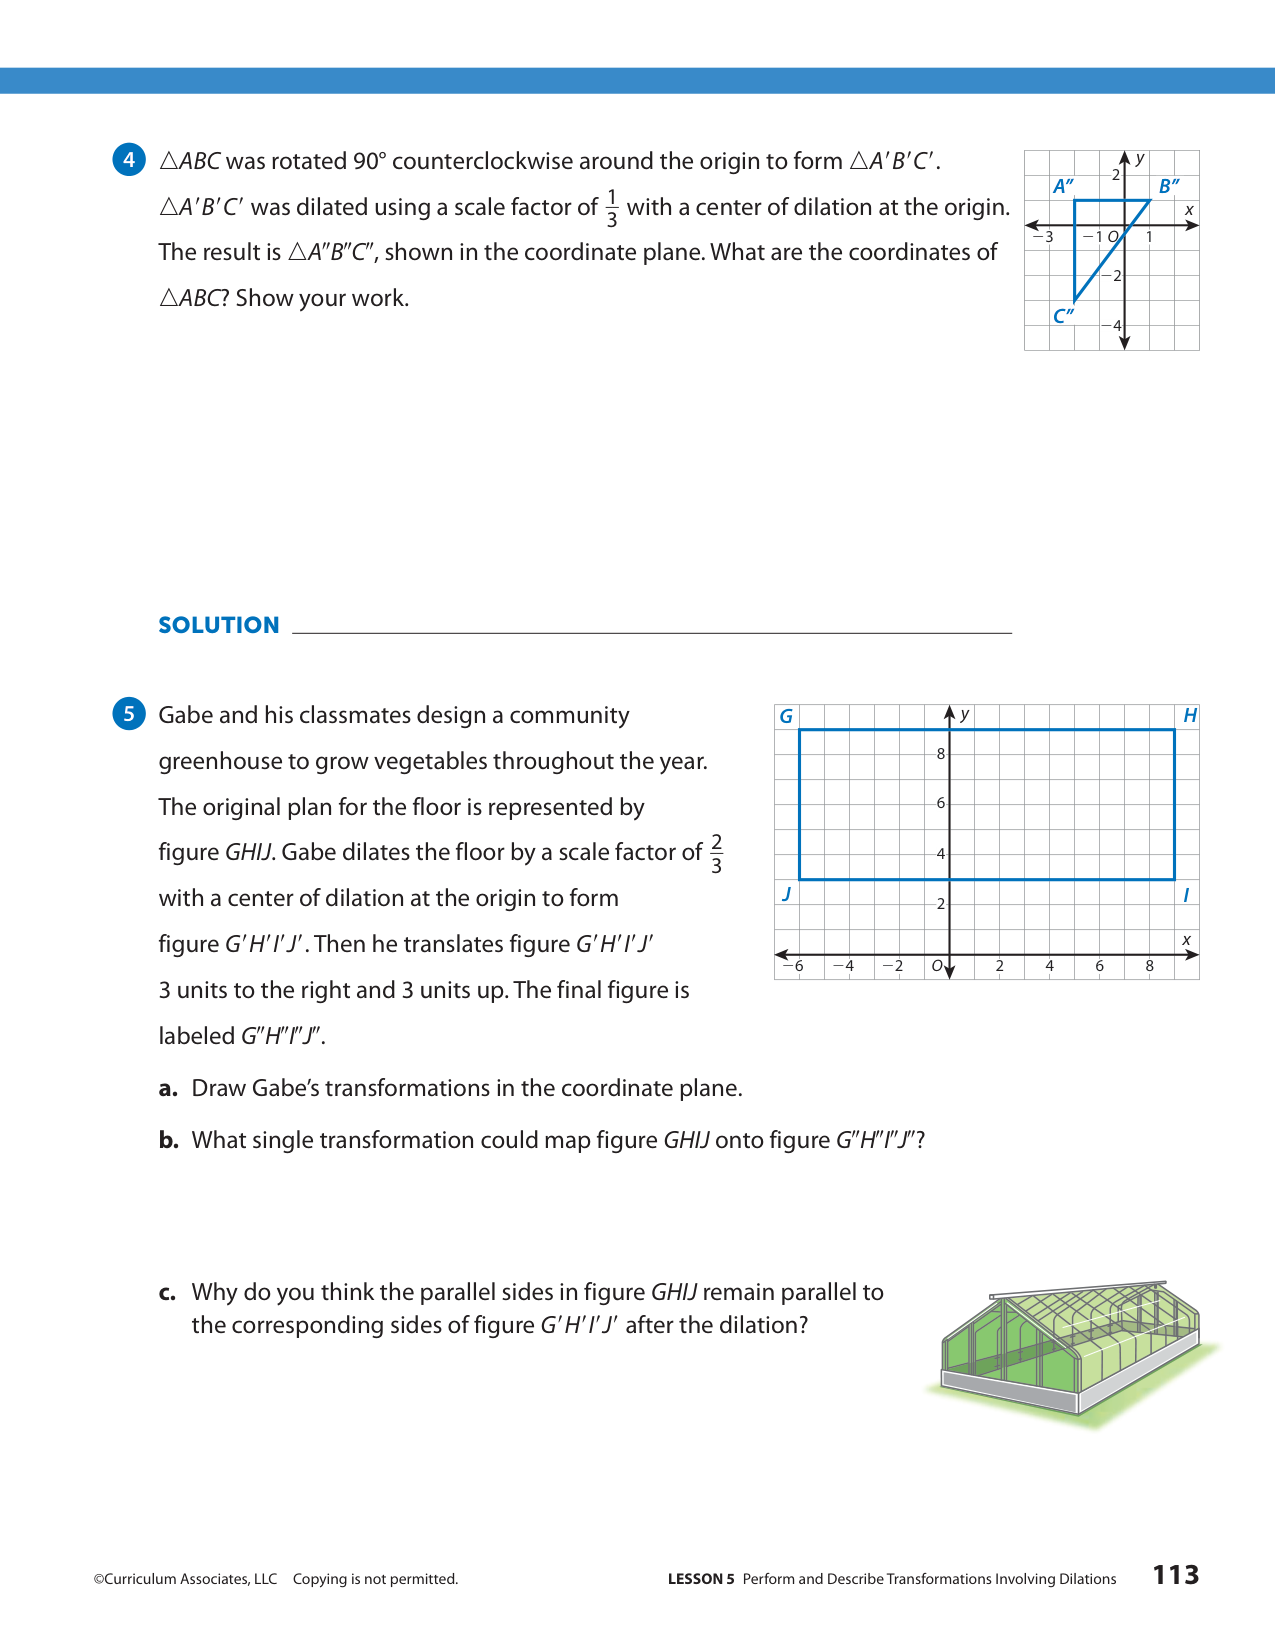 4 △ABC was rotated 90° counterclockwise around the origin to form △A′B′C′.
△A′B′C′ was dilated using a scale factor of 1/3 with a center of dilation at the origin.
The result is △A″B″C″, shown in the coordinate plane. What are the coordinates of
△ABC? Show your work.
y
2
A″ B″
x
−3 −1 O 1
−2
C″
−4
SOLUTION
5 Gabe and his classmates design a community
greenhouse to grow vegetables throughout the year.
The original plan for the floor is represented by
figure GHIJ. Gabe dilates the floor by a scale factor of 2/3
with a center of dilation at the origin to form
figure G′H′I′J′. Then he translates figure G′H′I′J′
3 units to the right and 3 units up. The final figure is
labeled G″H″I″J″.
G y H
8
6
4
J I
2
x
−6 −4 −2 O 2 4 6 8
a. Draw Gabe’s transformations in the coordinate plane.
b. What single transformation could map figure GHIJ onto figure G″H″I″J″?
c. Why do you think the parallel sides in figure GHIJ remain parallel to
the corresponding sides of figure G′H′I′J′ after the dilation?
©Curriculum Associates, LLC Copying is not permitted.
LESSON 5 Perform and Describe Transformations Involving Dilations 113